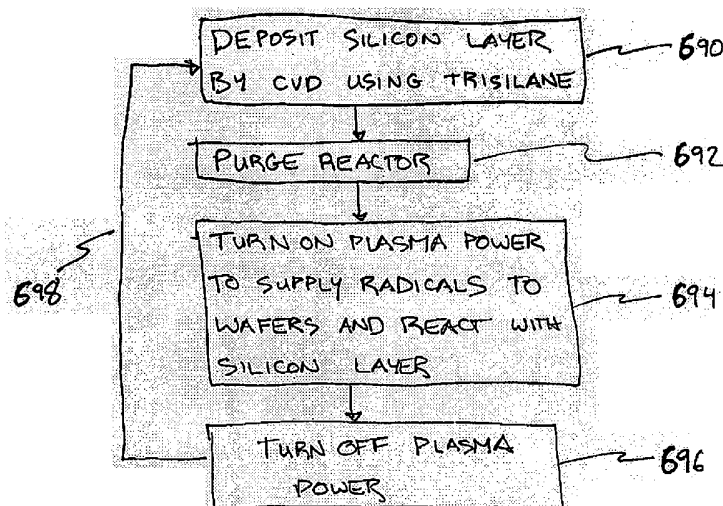 DEPOSIT SILICON LAYER
BY CVD USING TRISILANE
690
PURGE REACTOR
692
TURN ON PLASMA POWER
TO SUPPLY RADICALS TO
WAFERS AND REACT WITH
SILICON LAYER
694
698
TURN OFF PLASMA
POWER
696